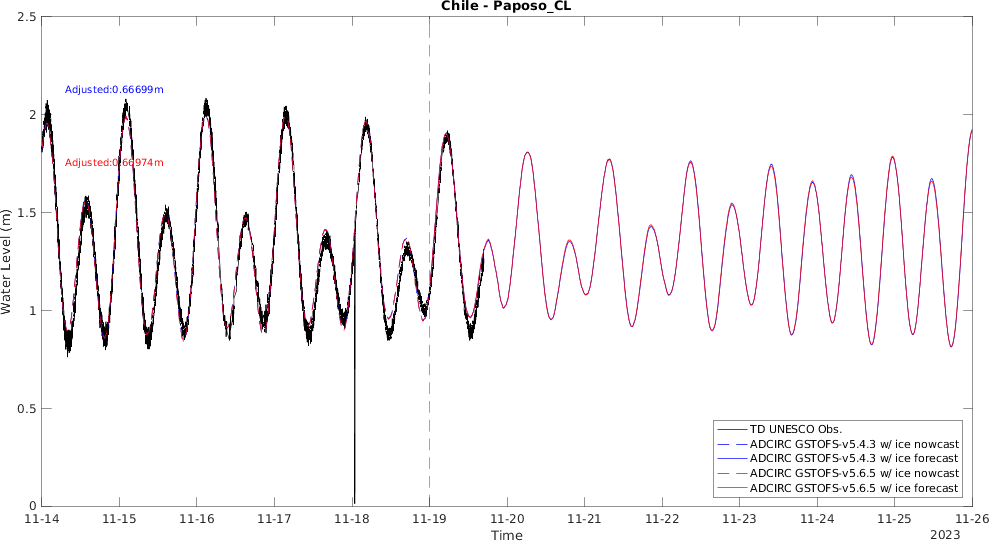 Chile - Paposo_CL
2.5
2
1.5
1
0.5
0
Water Level (m)
Adjusted:0.66699m
Adjusted:0.66974m
TD UNESCO Obs.
ADCIRC GSTOFS-v5.4.3 w/ ice nowcast
ADCIRC GSTOFS-v5.4.3 w/ ice forecast
ADCIRC GSTOFS-v5.6.5 w/ ice nowcast
ADCIRC GSTOFS-v5.6.5 w/ ice forecast
11-14 11-15 11-16 11-17 11-18 11-19 11-20 11-21 11-22 11-23 11-24 11-25 11-26
Time
2023